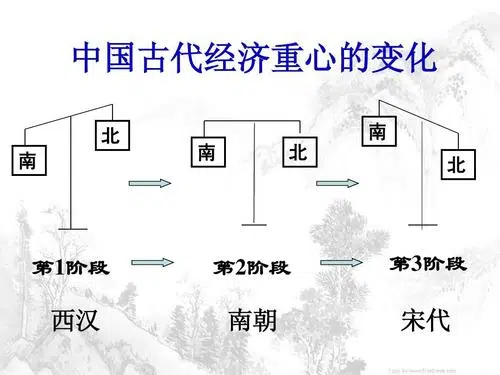 中国古代经济重心的变化
南 北 南 北 南 北
第1阶段 第2阶段 第3阶段
西汉 南朝 宋代